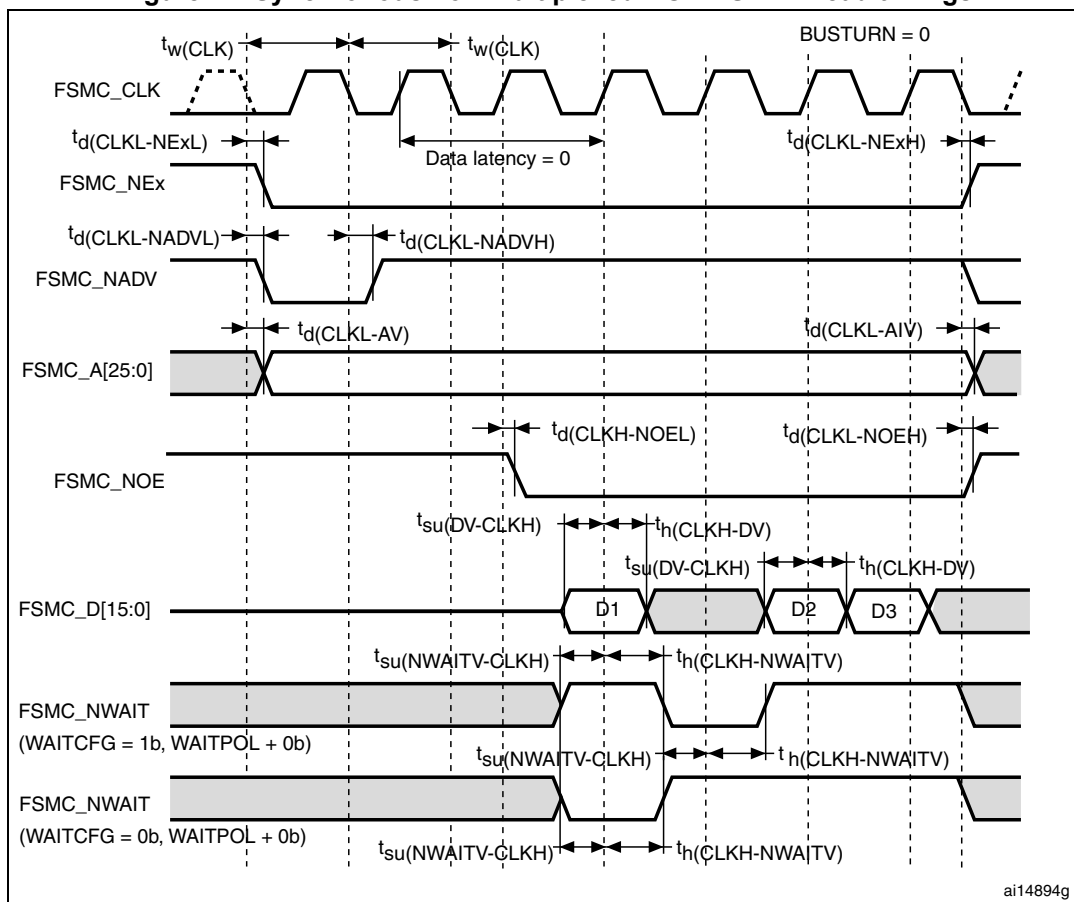 tw(CLK) tw(CLK) BUSTURN = 0
FSMC_CLK
td(CLKL-NExL) Data latency = 0 td(CLKL-NExH)
FSMC_NEx
td(CLKL-NADVL) td(CLKL-NADVH)
FSMC_NADV
td(CLKL-AV) td(CLKL-AIV)
FSMC_A[25:0]
td(CLKH-NOEL) td(CLKL-NOEH)
FSMC_NOE
tsu(DV-CLKH) th(CLKH-DV)
tsu(DV-CLKH) th(CLKH-DV)
FSMC_D[15:0] D1 D2 D3
tsu(NWAITV-CLKH) th(CLKH-NWAITV)
FSMC_NWAIT
(WAITCFG = 1b, WAITPOL + 0b)
tsu(NWAITV-CLKH) th(CLKH-NWAITV)
FSMC_NWAIT
(WAITCFG = 0b, WAITPOL + 0b)
tsu(NWAITV-CLKH) th(CLKH-NWAITV)
ai14894g